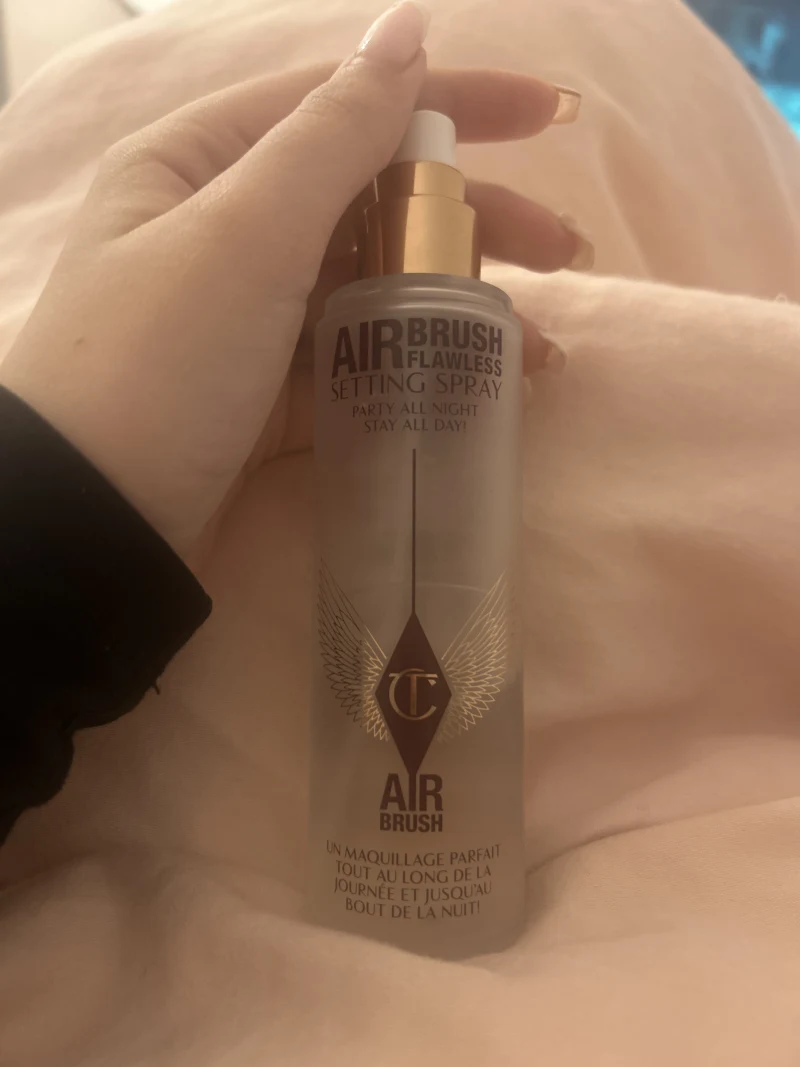 AIRBRUSH
FLAWLESS
SETTING SPRAY
PARTY ALL NIGHT
STAY ALL DAY!
CT
AIR
BRUSH
UN MAQUILLAGE PARFAIT
TOUT AU LONG DE LA
JOURNÉE ET JUSQU'AU
BOUT DE LA NUIT!